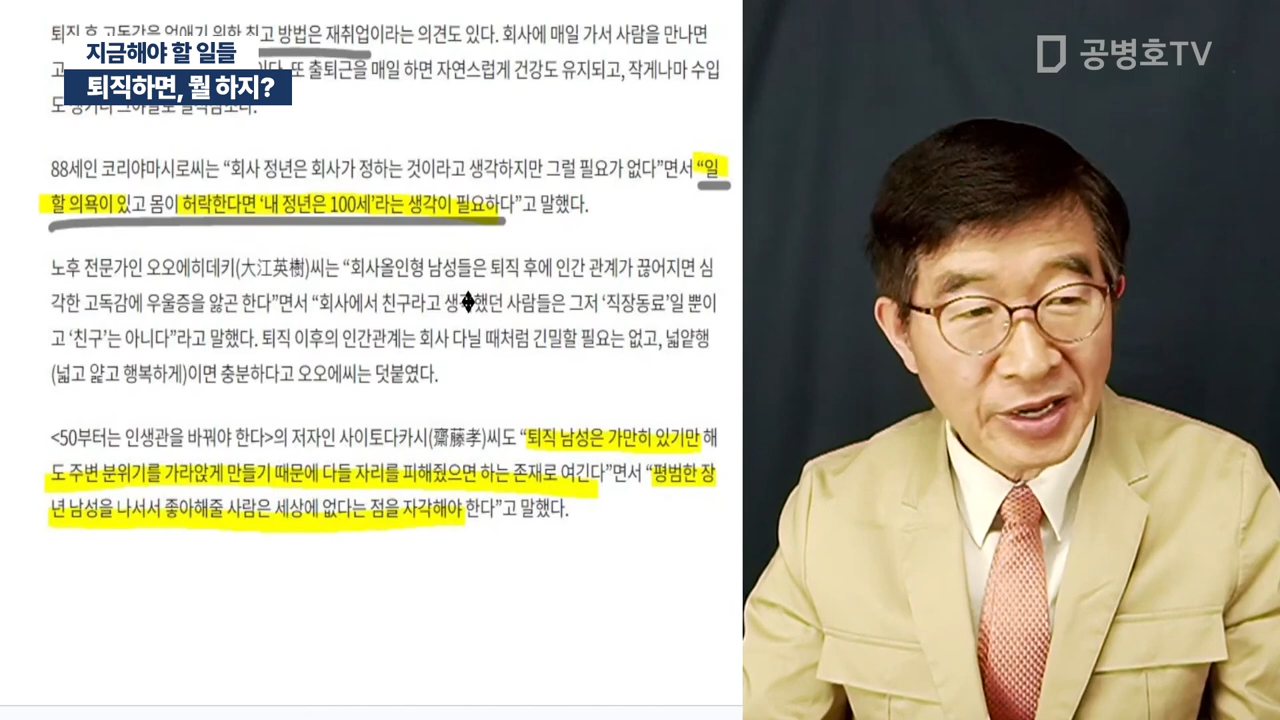 퇴직 후 고독감을 없애기 위한 최고 방법은 재취업이라는 의견도 있다. 회사에 매일 가서 사람을 만나면
지금해야 할 일들
고 다. 또 출퇴근을 매일 하면 자연스럽게 건강도 유지되고, 작게나마 수입
퇴직하면, 뭘 하지?
공병호TV
88세인 코리야마시로씨는 “회사 정년은 회사가 정하는 것이라고 생각하지만 그럴 필요가 없다”면서 “일
할 의욕이 있고 몸이 허락한다면 ‘내 정년은 100세’라는 생각이 필요하다”고 말했다.
노후 전문가인 오오에히데키(大江英樹)씨는 “회사올인형 남성들은 퇴직 후에 인간 관계가 끊어지면 심
각한 고독감에 우울증을 앓곤 한다”면서 “회사에서 친구라고 생각했던 사람들은 그저 ‘직장동료’일 뿐이
고 ‘친구’는 아니다”라고 말했다. 퇴직 이후의 인간관계는 회사 다닐 때처럼 긴밀할 필요는 없고, 넓얕행
(넓고 얕고 행복하게)이면 충분하다고 오오에씨는 덧붙였다.
<50부터는 인생관을 바꿔야 한다>의 저자인 사이토다카시(齋藤孝)씨도 “퇴직 남성은 가만히 있기만 해
도 주변 분위기를 가라앉게 만들기 때문에 다들 자리를 피해줬으면 하는 존재로 여긴다”면서 “평범한 장
년 남성을 나서서 좋아해줄 사람은 세상에 없다는 점을 자각해야 한다”고 말했다.